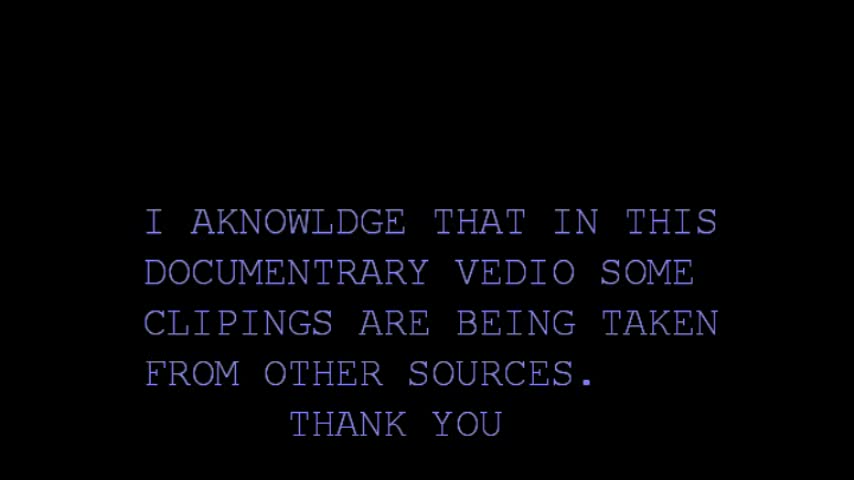 I AKNOWLDGE THAT IN THIS
DOCUMENTRARY VEDIO SOME
CLIPINGS ARE BEING TAKEN
FROM OTHER SOURCES.
THANK YOU